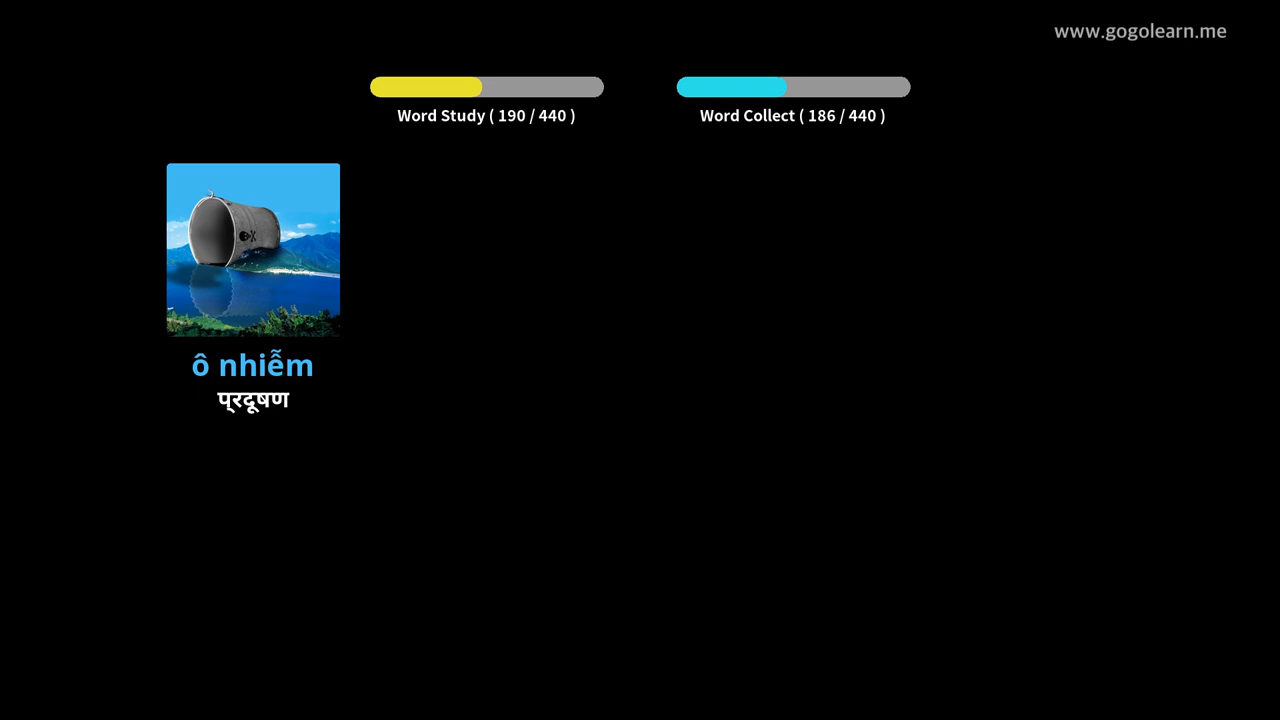 www.gogolearn.me
Word Study ( 190 / 440 )
Word Collect ( 186 / 440 )
ô nhiễm
प्रदूषण